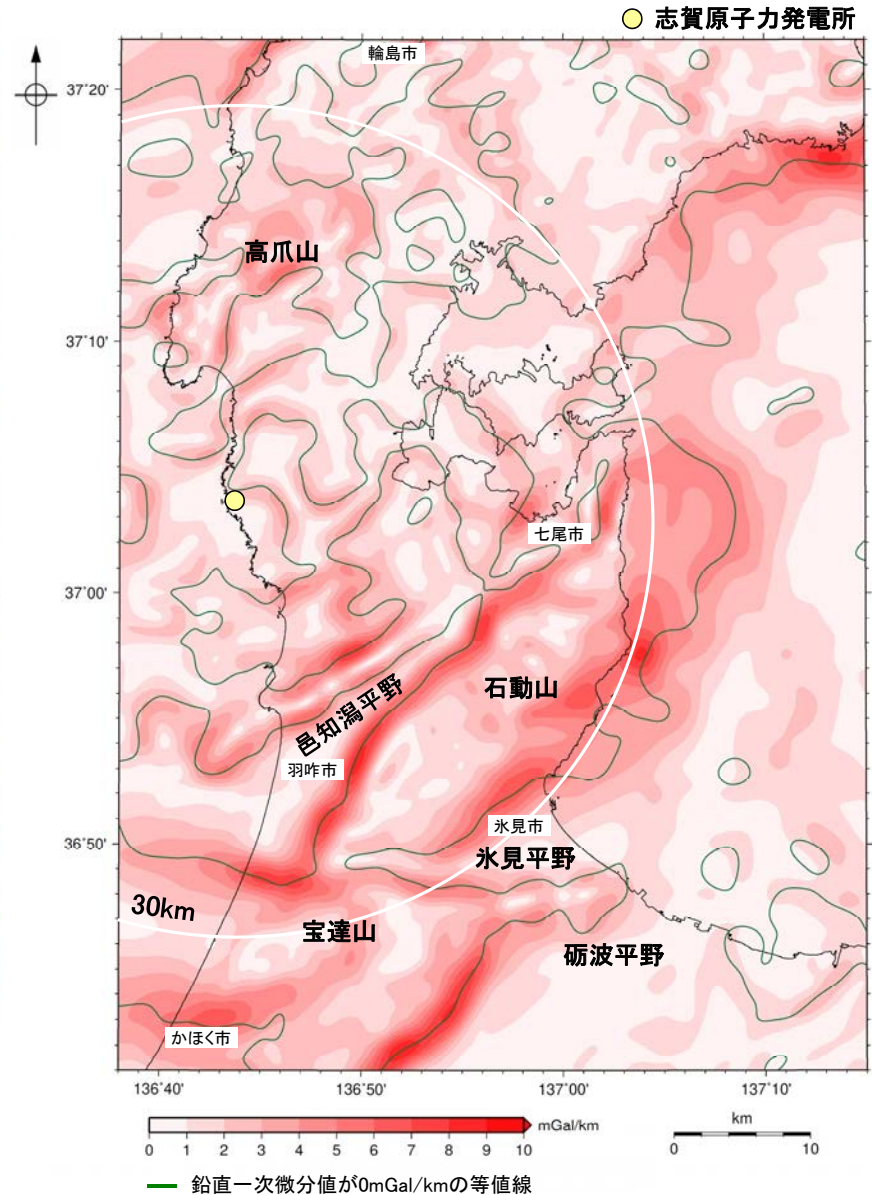 志賀原子力発電所
輪島市
37°20'
高爪山
37°10'
七尾市
37°00'
石動山
邑知潟平野
羽咋市
氷見市
36°50'
氷見平野
30km
宝達山
砺波平野
かほく市
136°40' 136°50' 137°00' 137°10'
mGal/km
0 1 2 3 4 5 6 7 8 9 10
km
0 10
鉛直一次微分値が0mGal/kmの等値線